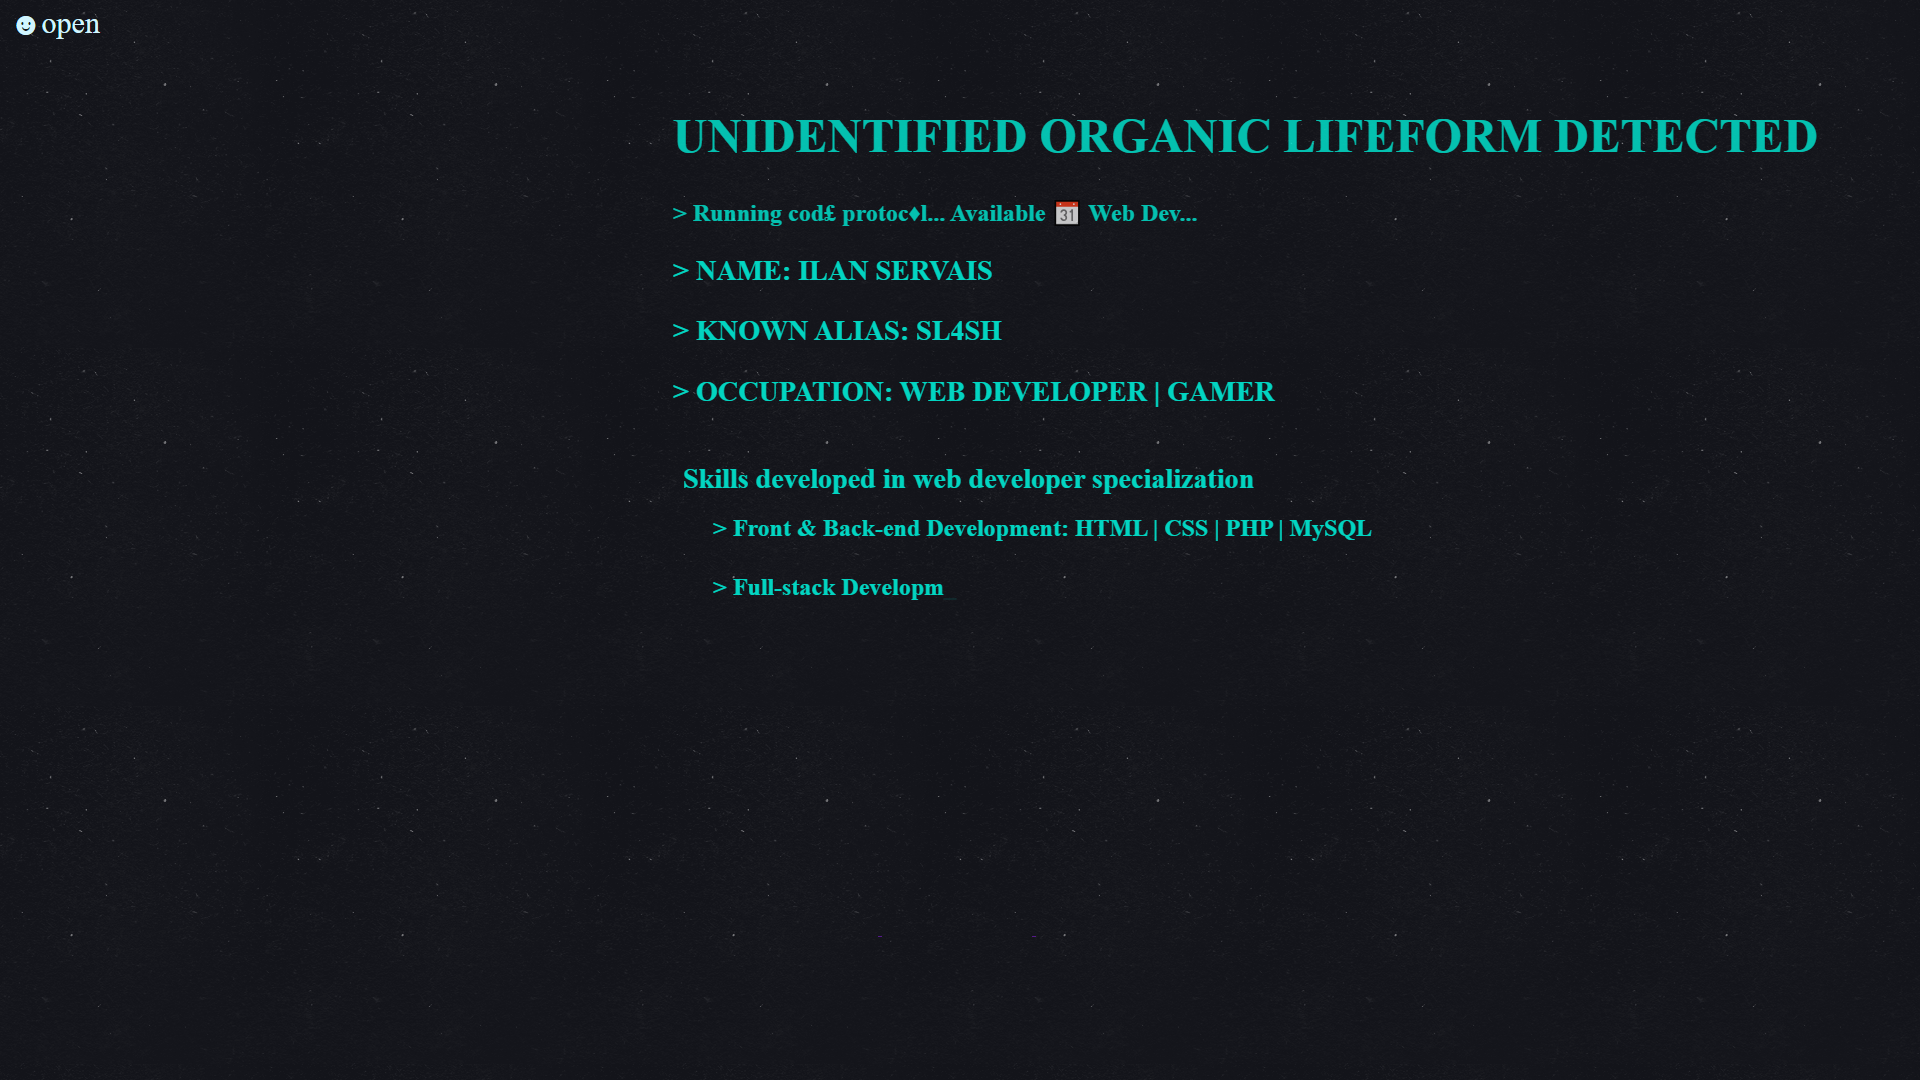 ☻ open
UNIDENTIFIED ORGANIC LIFEFORM DETECTED
> Running cod₤ protoc♦l... Available 📅 Web Dev...
> NAME: ILAN SERVAIS
> KNOWN ALIAS: SL4SH
> OCCUPATION: WEB DEVELOPER | GAMER
Skills developed in web developer specialization
> Front & Back-end Development: HTML | CSS | PHP | MySQL
> Full-stack Developm_